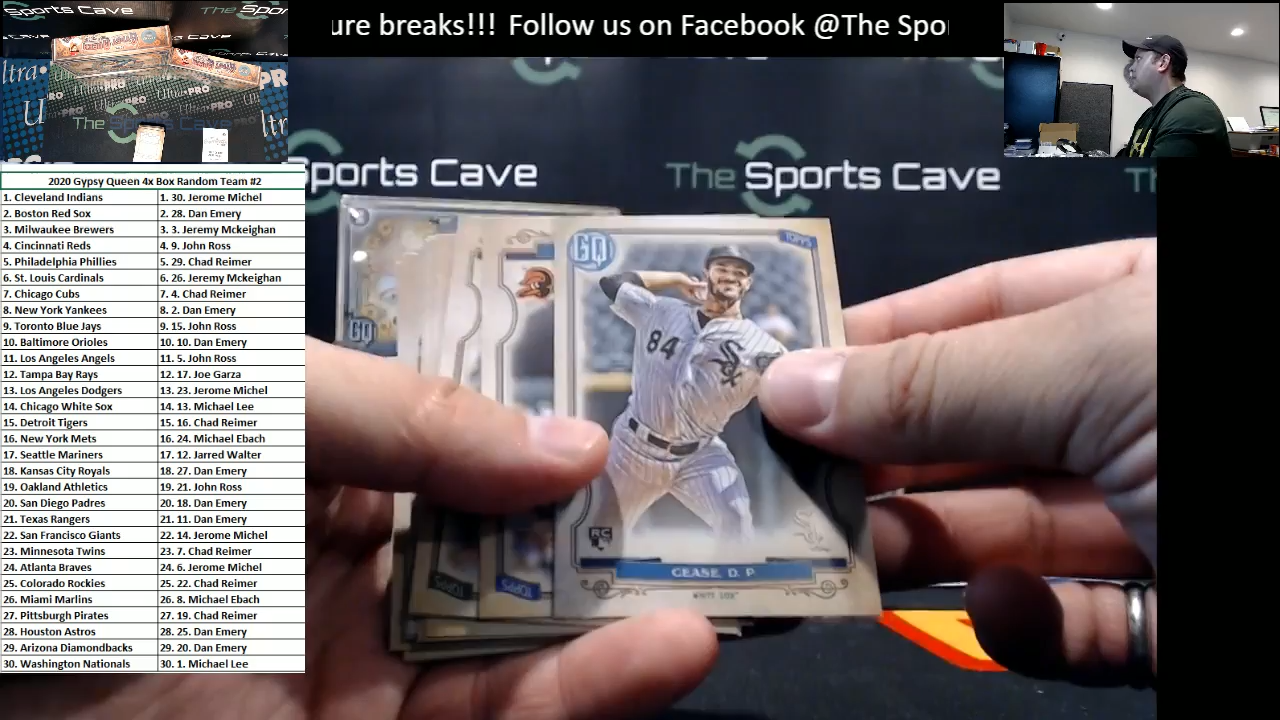 ure breaks!!! Follow us on Facebook @The Spo
The Sports Cave
2020 Gypsy Queen 4x Box Random Team #2
1. Cleveland Indians 1. 30. Jerome Michel
2. Boston Red Sox 2. 28. Dan Emery
3. Milwaukee Brewers 3. 3. Jeremy Mckeighan
4. Cincinnati Reds 4. 9. John Ross
5. Philadelphia Phillies 5. 29. Chad Reimer
6. St. Louis Cardinals 6. 26. Jeremy Mckeighan
7. Chicago Cubs 7. 4. Chad Reimer
8. New York Yankees 8. 2. Dan Emery
9. Toronto Blue Jays 9. 15. John Ross
10. Baltimore Orioles 10. 10. Dan Emery
11. Los Angeles Angels 11. 5. John Ross
12. Tampa Bay Rays 12. 17. Joe Garza
13. Los Angeles Dodgers 13. 23. Jerome Michel
14. Chicago White Sox 14. 13. Michael Lee
15. Detroit Tigers 15. 16. Chad Reimer
16. New York Mets 16. 24. Michael Ebach
17. Seattle Mariners 17. 12. Jarred Walter
18. Kansas City Royals 18. 27. Dan Emery
19. Oakland Athletics 19. 21. John Ross
20. San Diego Padres 20. 18. Dan Emery
21. Texas Rangers 21. 11. Dan Emery
22. San Francisco Giants 22. 14. Jerome Michel
23. Minnesota Twins 23. 7. Chad Reimer
24. Atlanta Braves 24. 6. Jerome Michel
25. Colorado Rockies 25. 22. Chad Reimer
26. Miami Marlins 26. 8. Michael Ebach
27. Pittsburgh Pirates 27. 19. Chad Reimer
28. Houston Astros 28. 25. Dan Emery
29. Arizona Diamondbacks 29. 20. Dan Emery
30. Washington Nationals 30. 1. Michael Lee
Sports Cave
The Sports Cave
GQ
GQ
TOPPS
84
Sox
RC
CEASE, D. P.
WHITE SOX
TOPPS
TOPPS